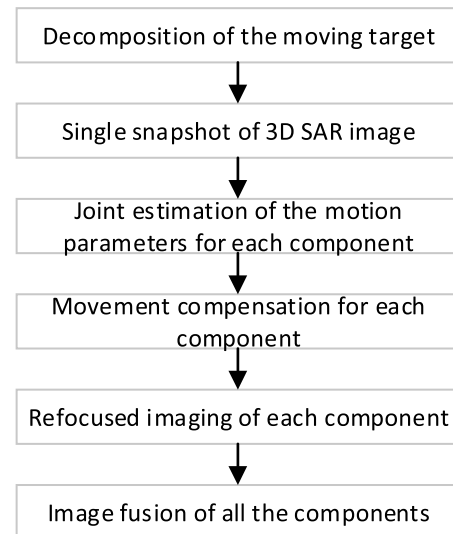 Decomposition of the moving target
Single snapshot of 3D SAR image
Joint estimation of the motion
parameters for each component
Movement compensation for each
component
Refocused imaging of each component
Image fusion of all the components